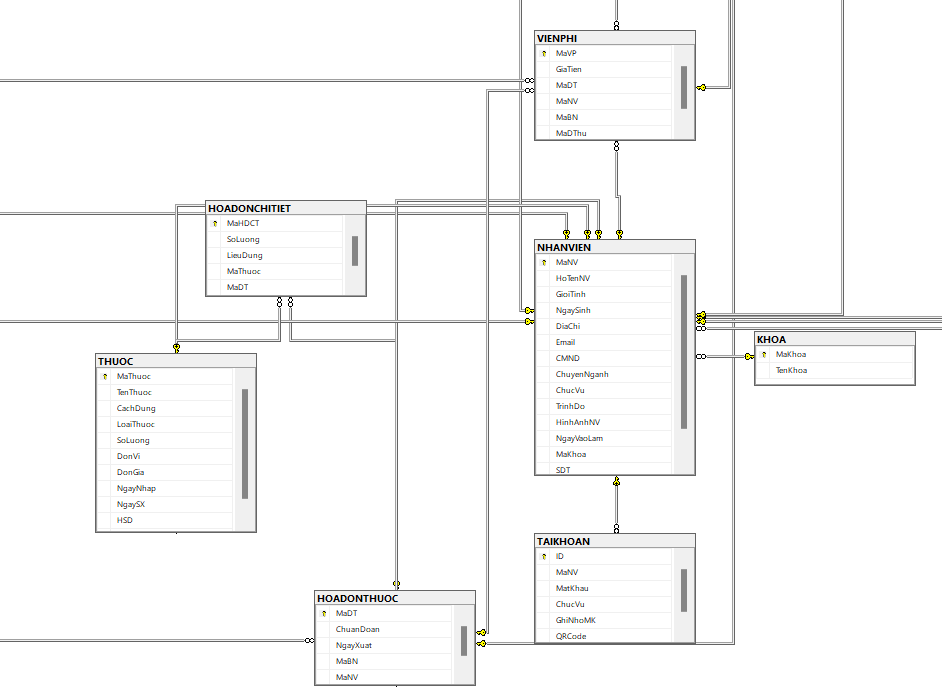 VIENPHI
MaVP
GiaTien
MaDT
MaNV
MaBN
MaDThu
HOADONCHITIET
MaHDCT
SoLuong
LieuDung
MaThuoc
MaDT
NHANVIEN
MaNV
HoTenNV
GioiTinh
NgaySinh
DiaChi
Email
CMND
ChuyenNganh
ChucVu
TrinhDo
HinhAnhNV
NgayVaoLam
MaKhoa
SDT
KHOA
MaKhoa
TenKhoa
THUOC
MaThuoc
TenThuoc
CachDung
LoaiThuoc
SoLuong
DonVi
DonGia
NgayNhap
NgaySX
HSD
TAIKHOAN
ID
MaNV
MatKhau
ChucVu
GhiNhoMK
QRCode
HOADONTHUOC
MaDT
ChuanDoan
NgayXuat
MaBN
MaNV